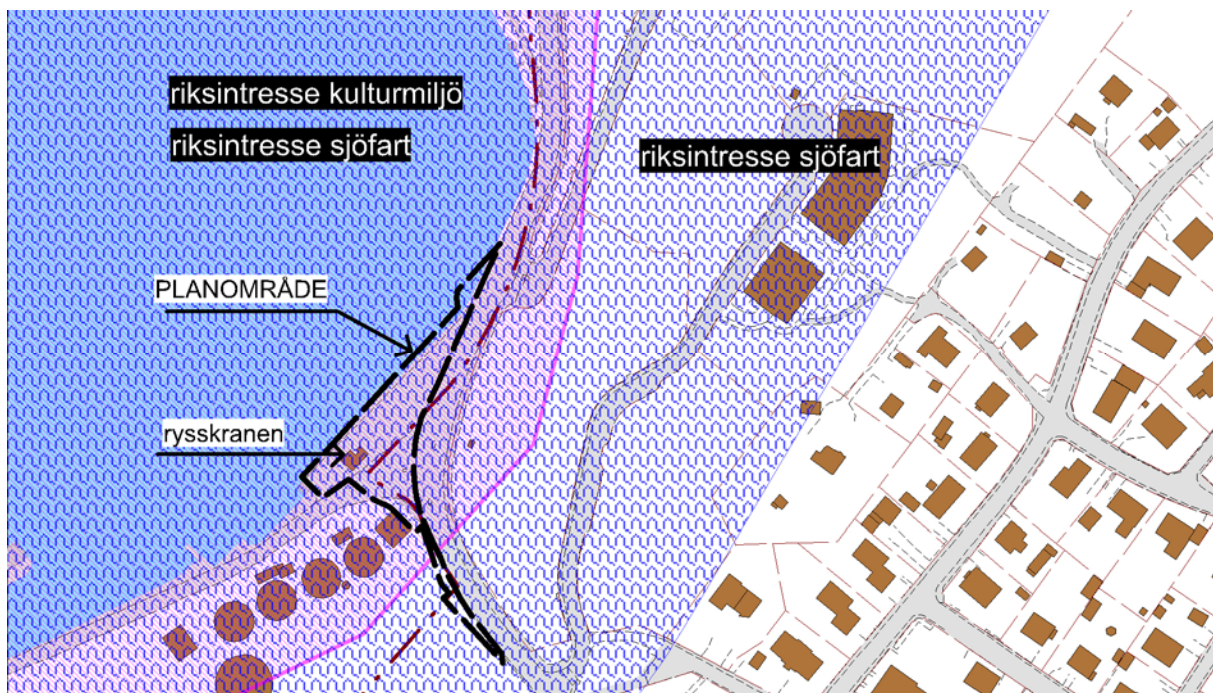 riksintresse kulturmiljö
riksintresse sjöfart
riksintresse sjöfart
PLANOMRÅDE
rysskranen